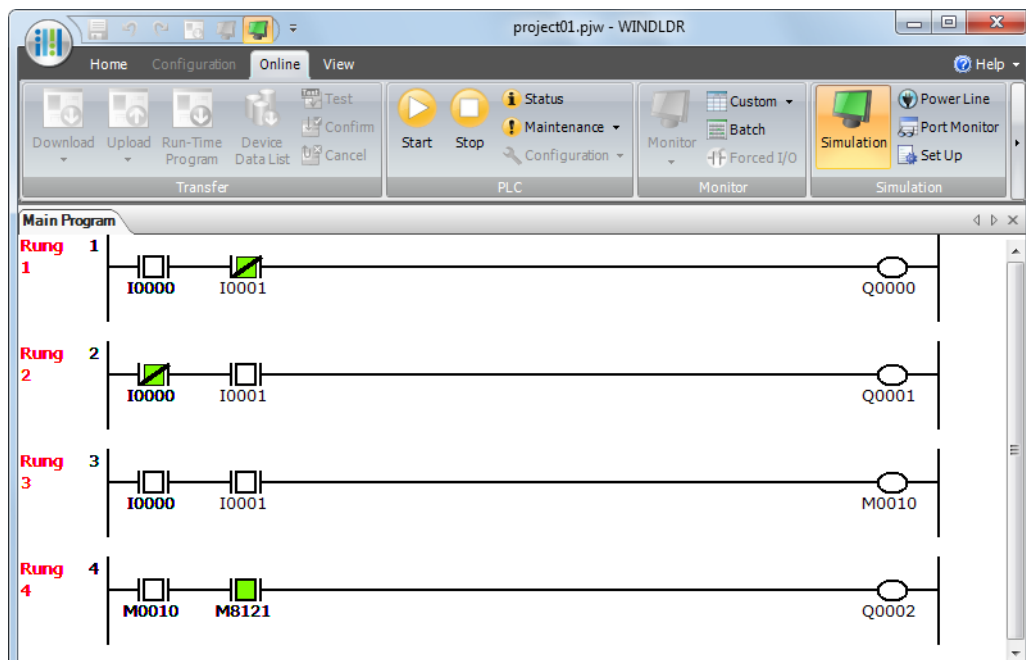 project01.pjw - WINDLDR
Home Configuration Online View Help
Download Upload Run-Time Program Device Data List Test Confirm Cancel
Transfer
Start Stop Status Maintenance Configuration
PLC
Monitor Custom Batch Forced I/O
Monitor
Simulation Power Line Port Monitor Set Up
Simulation
Main Program
Rung 1 1
I0000 I0001 Q0000
Rung 2 2
I0000 I0001 Q0001
Rung 3 3
I0000 I0001 M0010
Rung 4 4
M0010 M8121 Q0002